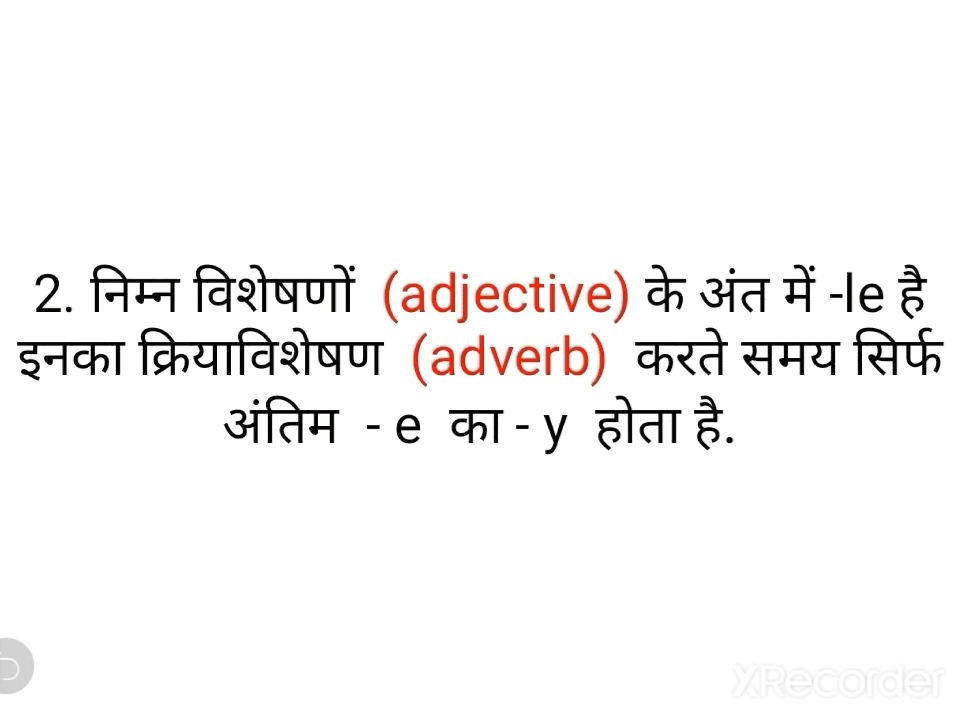 2. निम्न विशेषणों (adjective) के अंत में -le है
इनका क्रियाविशेषण (adverb) करते समय सिर्फ
अंतिम - e का - y होता है.
XRecorder